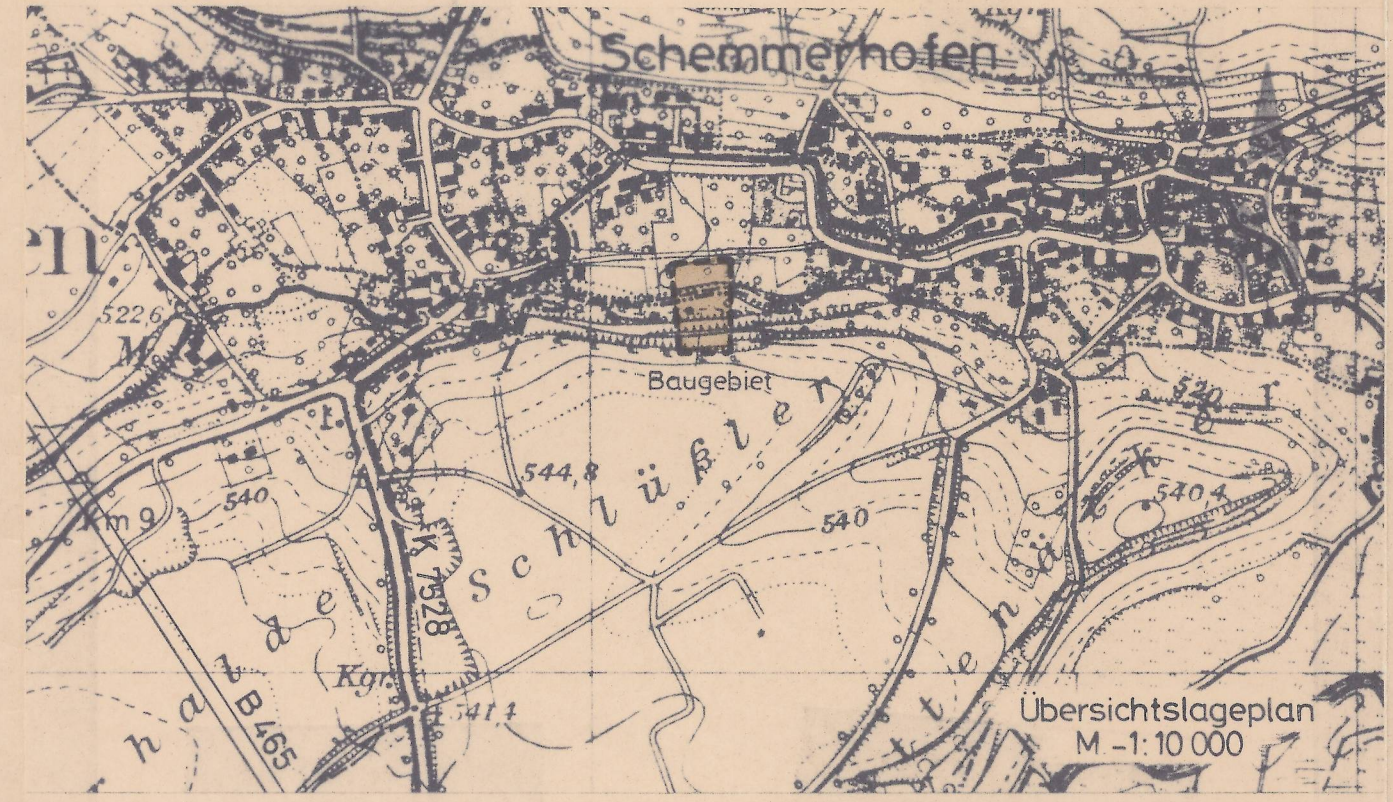 Schemmerhofen
en
522,6
M
Baugebiet
Schlüßler
520
544,8
540
540,4
540
km 9
K 7528
halde
Kgr.
541,1
B 465
Übersichtslageplan
M -1:10 000